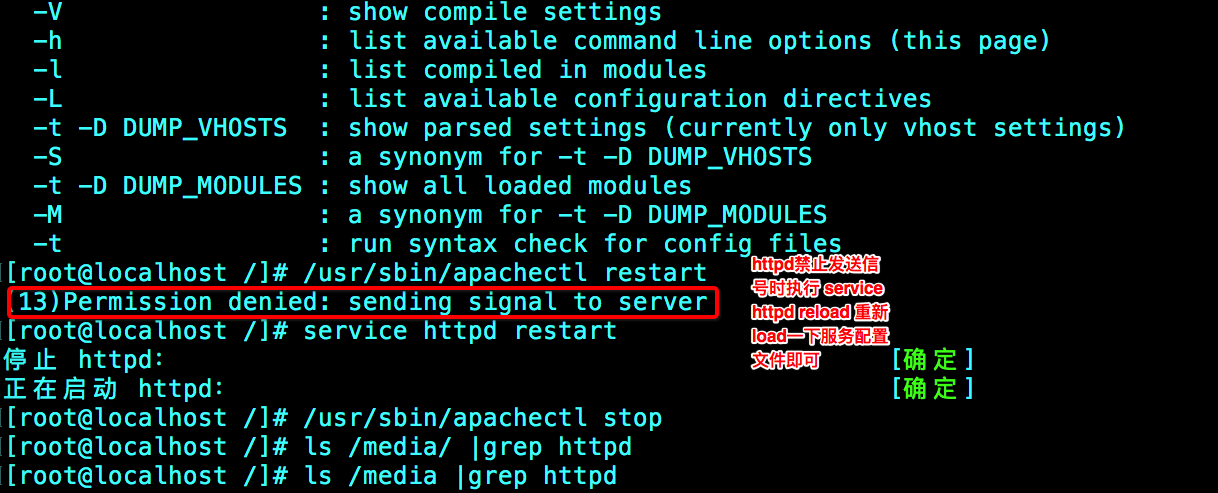 -V                 : show compile settings
-h                 : list available command line options (this page)
-l                 : list compiled in modules
-L                 : list available configuration directives
-t -D DUMP_VHOSTS  : show parsed settings (currently only vhost settings)
-S                 : a synonym for -t -D DUMP_VHOSTS
-t -D DUMP_MODULES : show all loaded modules
-M                 : a synonym for -t -D DUMP_MODULES
-t                 : run syntax check for config files
[root@localhost /]# /usr/sbin/apachectl restart
(13)Permission denied: sending signal to server
[root@localhost /]# service httpd restart
停止 httpd: [确定]
正在启动 httpd: [确定]
[root@localhost /]# /usr/sbin/apachectl stop
[root@localhost /]# ls /media/ |grep httpd
[root@localhost /]# ls /media |grep httpd
httpd禁止发送信
号时执行 service
httpd reload 重新
load一下服务配置
文件即可